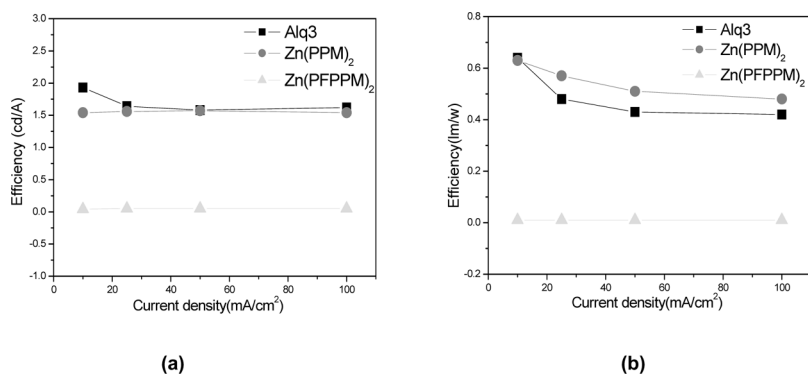 3.0
2.5
2.0
1.5
1.0
0.5
0.0
-0.5
-1.0
Efficiency (cd/A)
Alq3
Zn(PPM)₂
Zn(PFPPM)₂
0 20 40 60 80 100
Current density(mA/cm²)
(a)
0.8
0.6
0.4
0.2
0.0
-0.2
Efficiency(lm/w)
Alq3
Zn(PPM)₂
Zn(PFPPM)₂
0 20 40 60 80 100
Current density(mA/cm²)
(b)